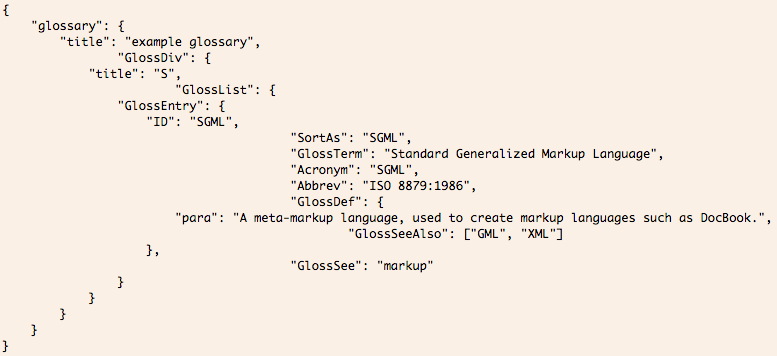 {
    "glossary": {
        "title": "example glossary",
                "GlossDiv": {
            "title": "S",
                        "GlossList": {
                "GlossEntry": {
                    "ID": "SGML",
                                        "SortAs": "SGML",
                                        "GlossTerm": "Standard Generalized Markup Language",
                                        "Acronym": "SGML",
                                        "Abbrev": "ISO 8879:1986",
                                        "GlossDef": {
                        "para": "A meta-markup language, used to create markup languages such as DocBook.",
                                                "GlossSeeAlso": ["GML", "XML"]
                    },
                                        "GlossSee": "markup"
                }
            }
        }
    }
}